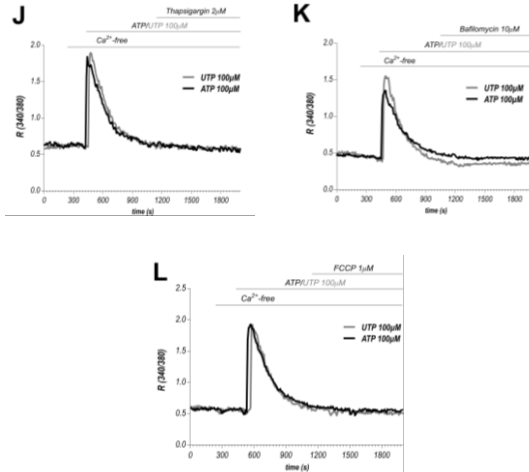 J
Thapsigargin 2µM
ATP/UTP 100µM
Ca2+-free
2.0
1.5
1.0
0.5
0.0
R (340/380)
UTP 100µM
ATP 100µM
0 300 600 900 1200 1500 1800
time (s)
K
Bafilomycin 10µM
ATP/UTP 100µM
Ca2+-free
2.0
1.5
1.0
0.5
0.0
R (340/380)
UTP 100µM
ATP 100µM
0 300 600 900 1200 1500 1800
time (s)
L
FCCP 1µM
ATP/UTP 100µM
Ca2+-free
2.5
2.0
1.5
1.0
0.5
0.0
R (340/380)
UTP 100µM
ATP 100µM
0 300 600 900 1200 1500 1800
time (s)